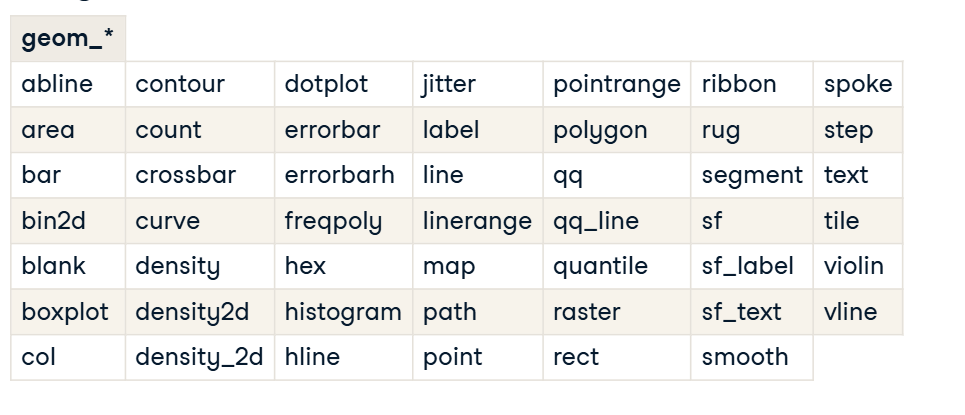 geom_*
abline contour dotplot jitter pointrange ribbon spoke
area count errorbar label polygon rug step
bar crossbar errorbarh line qq segment text
bin2d curve freqpoly linerange qq_line sf tile
blank density hex map quantile sf_label violin
boxplot density2d histogram path raster sf_text vline
col density_2d hline point rect smooth